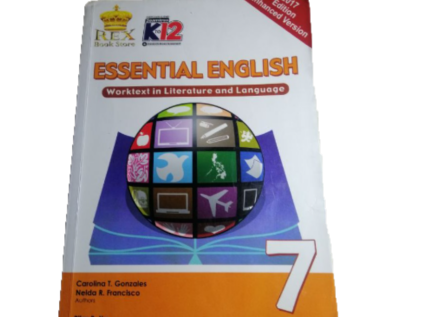 REX
Book Store
K12
2017
Edition
Enhanced Version
ESSENTIAL ENGLISH
Worktext in Literature and Language
7
Carolina T. Gonzales
Nelda R. Francisco
Authors